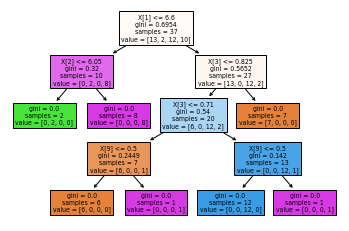 X[1] <= 6.6
gini = 0.6954
samples = 37
value = [13, 2, 12, 10]
X[2] <= 6.05
gini = 0.32
samples = 10
value = [0, 2, 0, 8]
X[3] <= 0.825
gini = 0.5652
samples = 27
value = [13, 0, 12, 2]
gini = 0.0
samples = 2
value = [0, 2, 0, 0]
gini = 0.0
samples = 8
value = [0, 0, 0, 8]
X[3] <= 0.71
gini = 0.54
samples = 20
value = [6, 0, 12, 2]
gini = 0.0
samples = 7
value = [7, 0, 0, 0]
X[9] <= 0.5
gini = 0.2449
samples = 7
value = [6, 0, 0, 1]
X[9] <= 0.5
gini = 0.142
samples = 13
value = [0, 0, 12, 1]
gini = 0.0
samples = 6
value = [6, 0, 0, 0]
gini = 0.0
samples = 1
value = [0, 0, 0, 1]
gini = 0.0
samples = 12
value = [0, 0, 12, 0]
gini = 0.0
samples = 1
value = [0, 0, 0, 1]